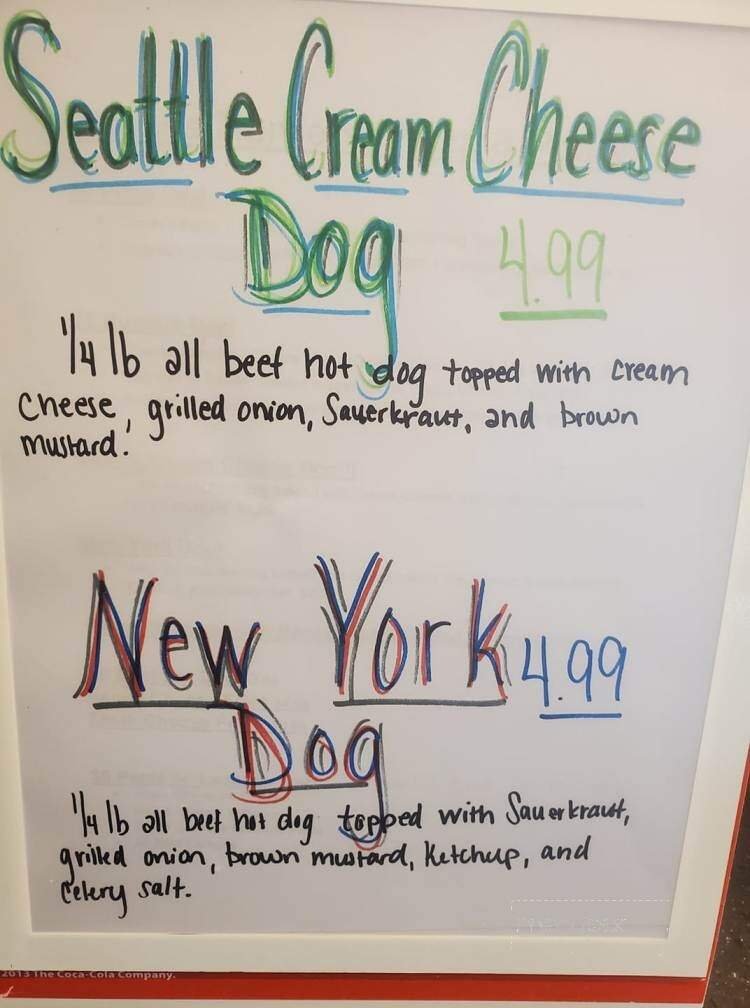 Seattle Cream Cheese
Dog 4.99
1/4 lb all beef hot dog topped with cream
cheese, grilled onion, Sauerkraut, and brown
mustard.
New York 4.99
Dog
1/4 lb all beef hot dog topped with Sauerkraut,
grilled onion, brown mustard, Ketchup, and
Celery salt.
2013 The Coca-Cola Company.